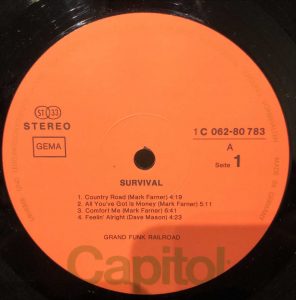 ST 33
STEREO
GEMA
1 C 062-80 783
A
Seite 1
SURVIVAL
1. Country Road (Mark Farner) 4:19
2. All You've Got Is Money (Mark Farner) 5:11
3. Comfort Me (Mark Farner) 6:41
4. Feelin' Alright (Dave Mason) 4:23
GRAND FUNK RAILROAD
Capitol